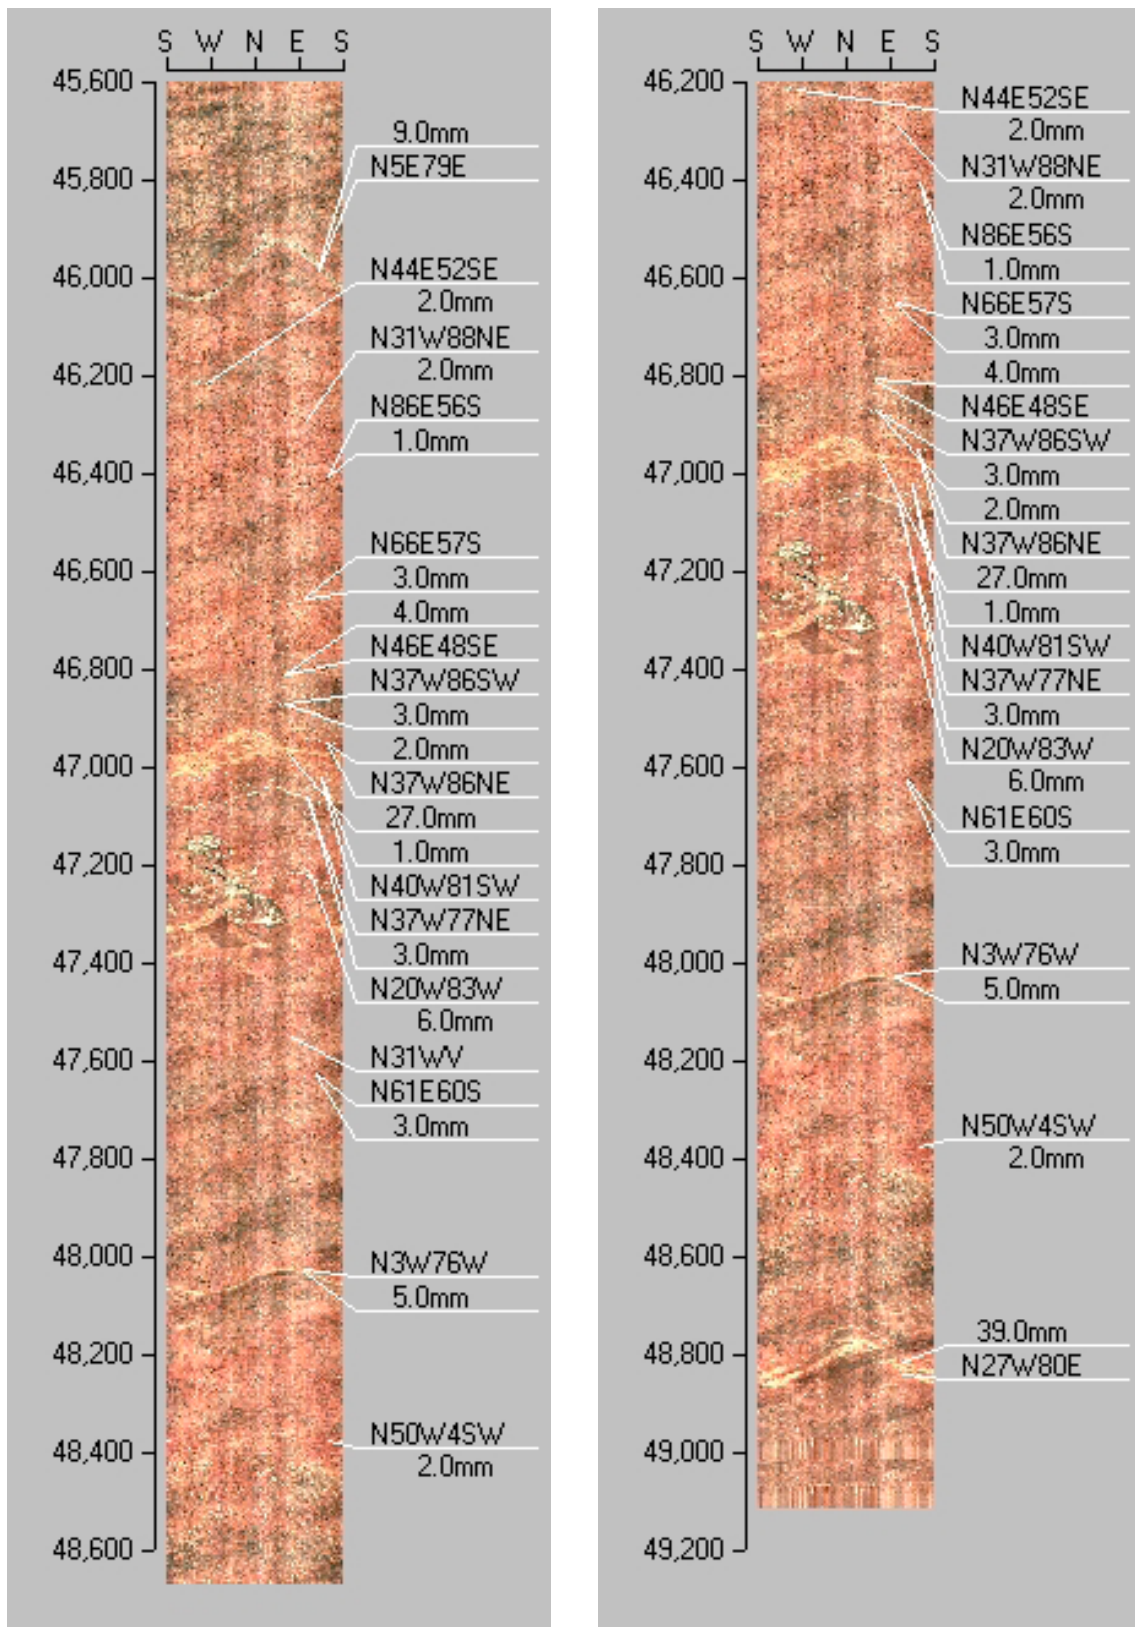 S W N E S
45,600
45,800
46,000
46,200
46,400
46,600
46,800
47,000
47,200
47,400
47,600
47,800
48,000
48,200
48,400
48,600
9.0mm
N5E79E
N44E52SE
2.0mm
N31W88NE
2.0mm
N86E56S
1.0mm
N66E57S
3.0mm
4.0mm
N46E48SE
N37W86SW
3.0mm
2.0mm
N37W86NE
27.0mm
1.0mm
N40W81SW
N37W77NE
3.0mm
N20W83W
6.0mm
N31WV
N61E60S
3.0mm
N3W76W
5.0mm
N50W4SW
2.0mm
S W N E S
46,200
46,400
46,600
46,800
47,000
47,200
47,400
47,600
47,800
48,000
48,200
48,400
48,600
48,800
49,000
49,200
N44E52SE
2.0mm
N31W88NE
2.0mm
N86E56S
1.0mm
N66E57S
3.0mm
4.0mm
N46E48SE
N37W86SW
3.0mm
2.0mm
N37W86NE
27.0mm
1.0mm
N40W81SW
N37W77NE
3.0mm
N20W83W
6.0mm
N61E60S
3.0mm
N3W76W
5.0mm
N50W4SW
2.0mm
39.0mm
N27W80E